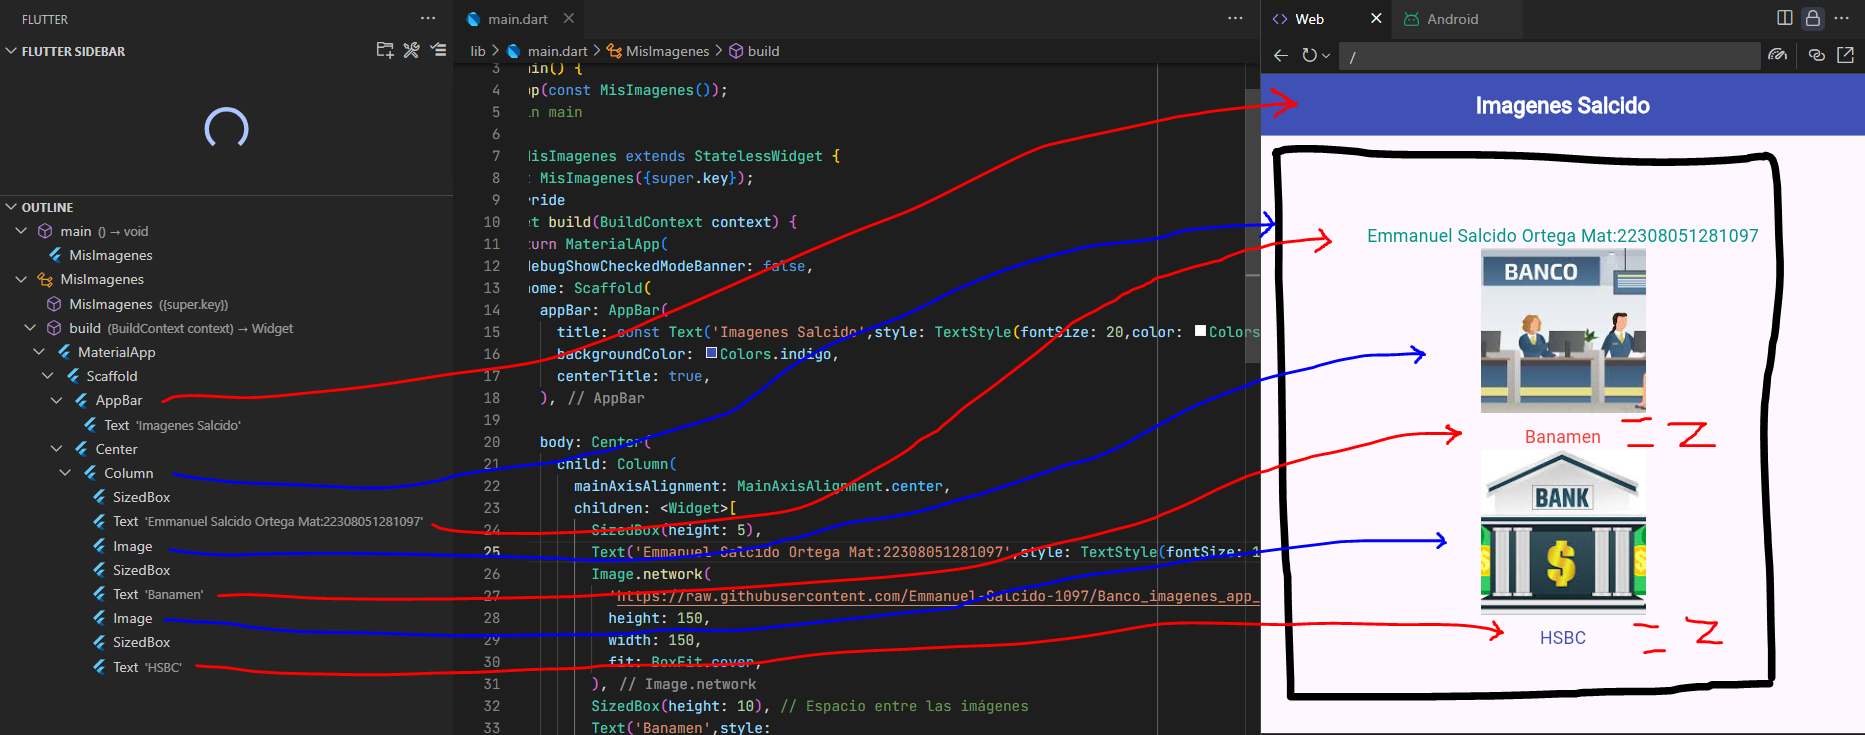 FLUTTER
FLUTTER SIDEBAR
OUTLINE
main () → void
MisImagenes
MisImagenes
MisImagenes ({super.key})
build (BuildContext context) → Widget
MaterialApp
Scaffold
AppBar
Text 'Imagenes Salcido'
Center
Column
SizedBox
Text 'Emmanuel Salcido Ortega Mat:22308051281097'
Image
SizedBox
Text 'Banamen'
Image
SizedBox
Text 'HSBC'
main.dart
lib > main.dart > MisImagenes > build
3 ain() {
4 pp(const MisImagenes());
5 in main
6
7 MisImagenes extends StatelessWidget {
8 t MisImagenes({super.key});
9 rride
10 et build(BuildContext context) {
11 turn MaterialApp(
12 debugShowCheckedModeBanner: false,
13 home: Scaffold(
14 appBar: AppBar(
15 title: const Text('Imagenes Salcido',style: TextStyle(fontSize: 20,color: Colors
16 backgroundColor: Colors.indigo,
17 centerTitle: true,
18 ), // AppBar
19
20 body: Center(
21 child: Column(
22 mainAxisAlignment: MainAxisAlignment.center,
23 children: <Widget>[
24 SizedBox(height: 5),
25 Text('Emmanuel Salcido Ortega Mat:22308051281097',style: TextStyle(fontSize: 1
26 Image.network(
27 'https://raw.githubusercontent.com/Emmanuel-Salcido-1097/Banco_imagenes_app_
28 height: 150,
29 width: 150,
30 fit: BoxFit.cover,
31 ), // Image.network
32 SizedBox(height: 10), // Espacio entre las imágenes
33 Text('Banamen',style:
Web
Android
/
Imagenes Salcido
Emmanuel Salcido Ortega Mat:22308051281097
BANCO
Banamen = Z
BANK
$
HSBC = Z